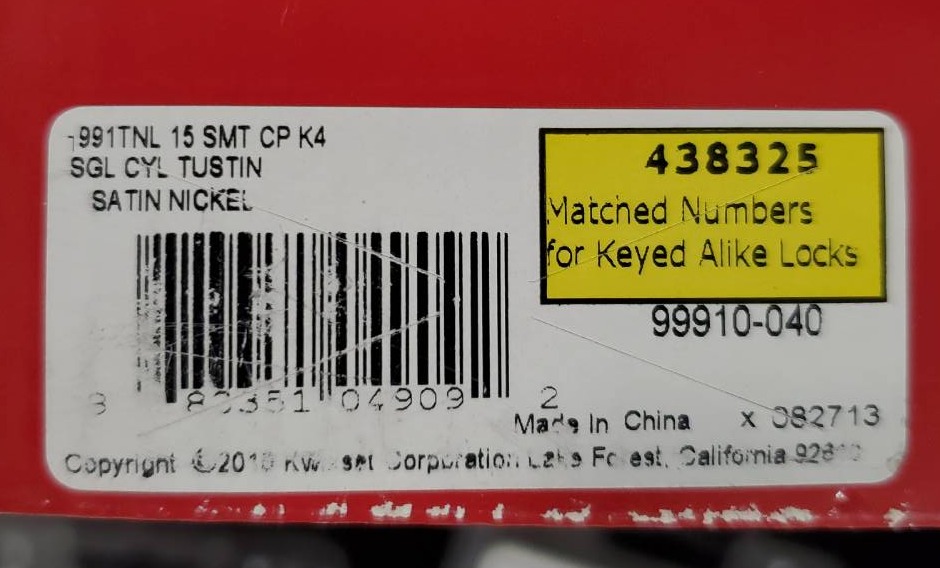 991TNL 15 SMT CP K4
SGL CYL TUSTIN
SATIN NICKEL
438325
Matched Numbers
for Keyed Alike Locks
99910-040
04909 2
Made In China x 082713
Copyright Corporation Lake Forest, California